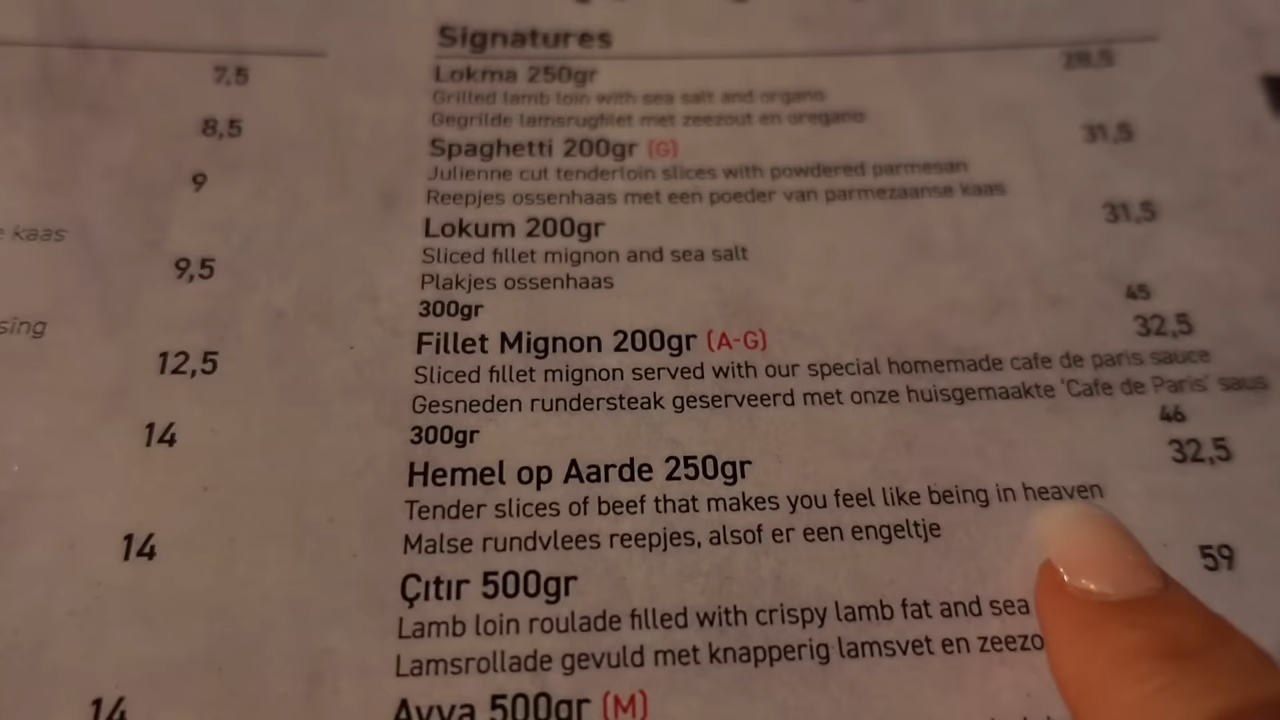 7,5
8,5
9
e kaas
9,5
sing
12,5
14
14
14
Signatures
Lokma 250gr 28,5
Grilled lamb loin with sea salt and organo
Gegrilde lamsrugfilet met zeezout en oregano
Spaghetti 200gr (G) 31,5
Julienne cut tenderloin slices with powdered parmesan
Reepjes ossenhaas met een poeder van parmezaanse kaas
Lokum 200gr 31,5
Sliced fillet mignon and sea salt
Plakjes ossenhaas
300gr 45
Fillet Mignon 200gr (A-G) 32,5
Sliced fillet mignon served with our special homemade cafe de paris sauce
Gesneden rundersteak geserveerd met onze huisgemaakte 'Cafe de Paris' saus
300gr 46
Hemel op Aarde 250gr 32,5
Tender slices of beef that makes you feel like being in heaven
Malse rundvlees reepjes, alsof er een engeltje
Çıtır 500gr 59
Lamb loin roulade filled with crispy lamb fat and sea
Lamsrollade gevuld met knapperig lamsvet en zeezo
Ayva 500gr (M)